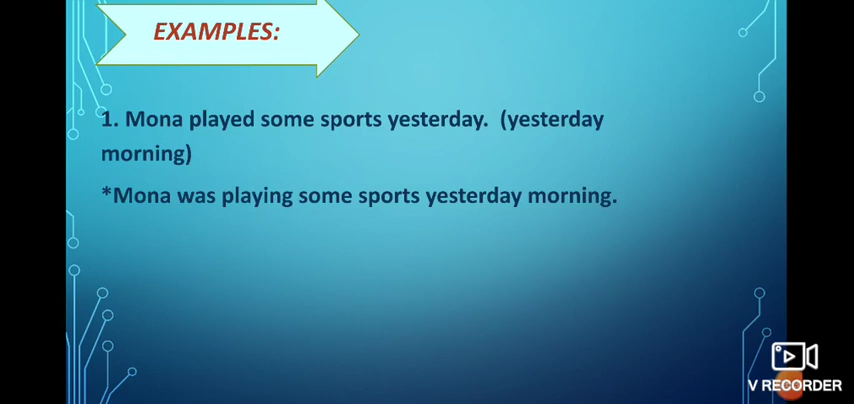 EXAMPLES:
1. Mona played some sports yesterday. (yesterday
morning)
*Mona was playing some sports yesterday morning.
V RECORDER